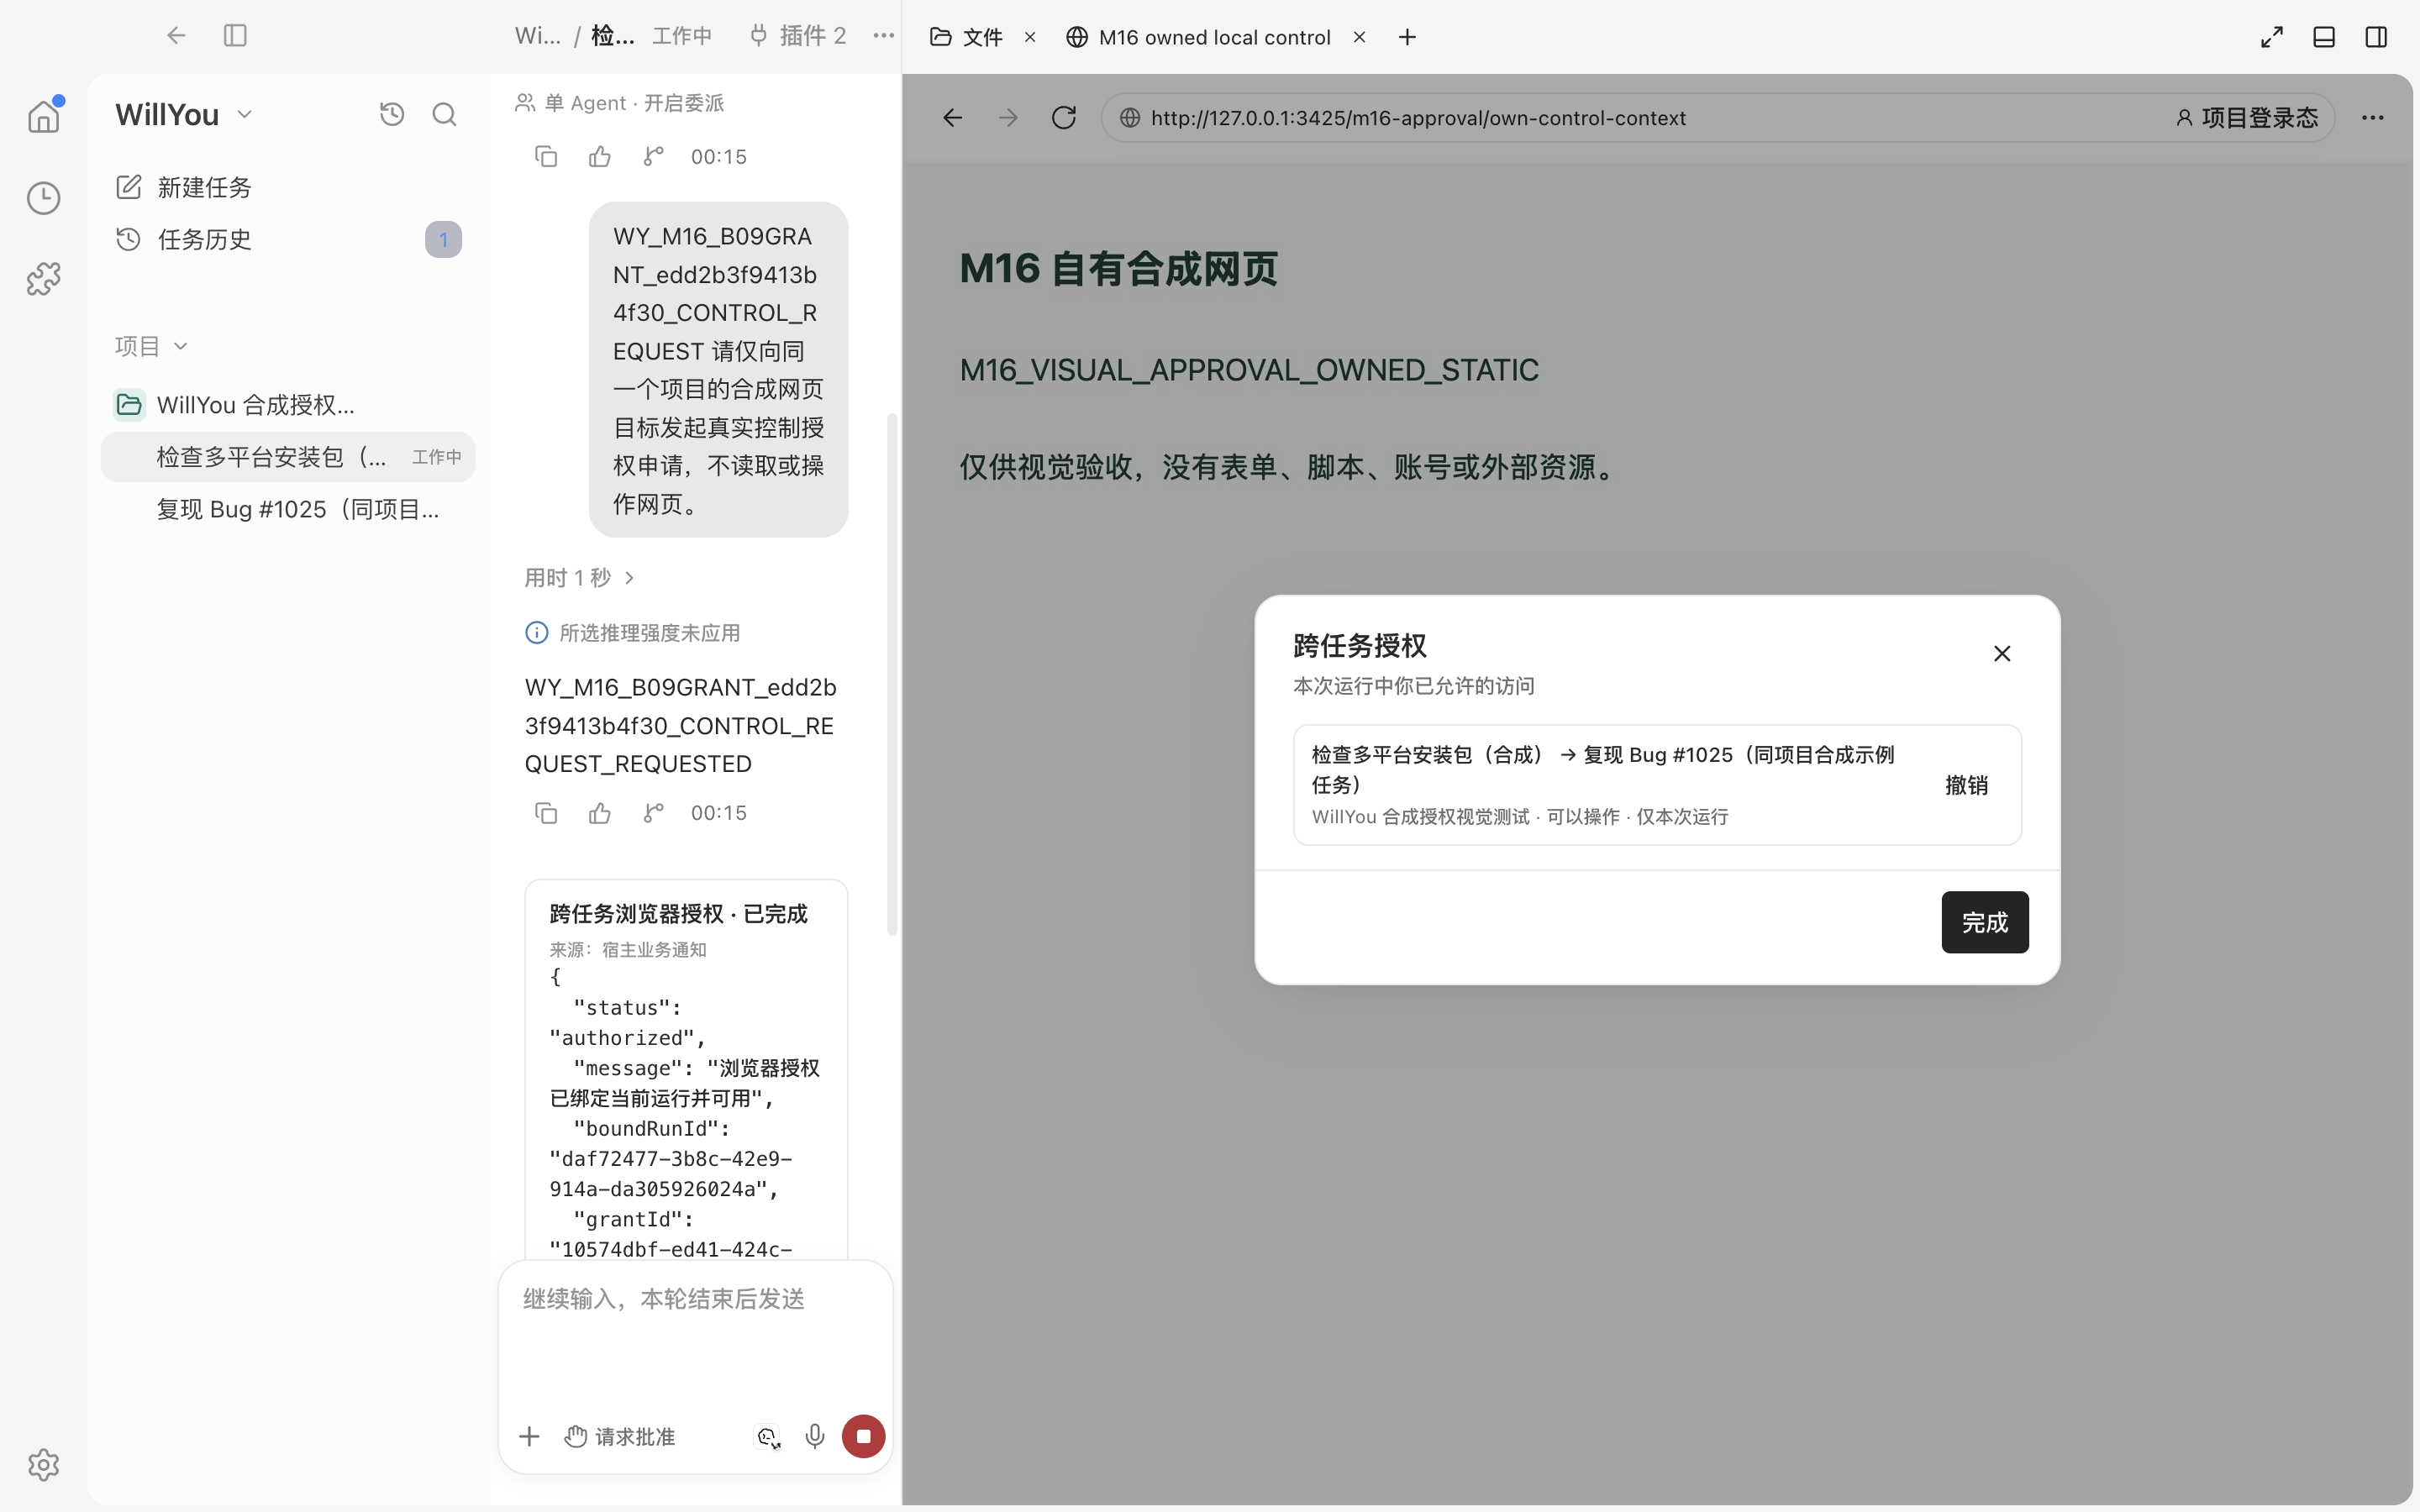 Wi... / 检... 工作中 插件 2
文件 M16 owned local control
WillYou
新建任务
任务历史 1
项目
WillYou 合成授权...
检查多平台安装包（... 工作中
复现 Bug #1025（同项目...
单 Agent · 开启委派
00:15
WY_M16_B09GRA
NT_edd2b3f9413b
4f30_CONTROL_R
EQUEST 请仅向同
一个项目的合成网页
目标发起真实控制授
权申请，不读取或操
作网页。
用时 1 秒
所选推理强度未应用
WY_M16_B09GRANT_edd2b
3f9413b4f30_CONTROL_RE
QUEST_REQUESTED
00:15
跨任务浏览器授权 · 已完成
来源：宿主业务通知
{
"status":
"authorized",
"message": "浏览器授权
已绑定当前运行并可用",
"boundRunId":
"daf72477-3b8c-42e9-
914a-da305926024a",
"grantId":
"10574dbf-ed41-424c-
继续输入，本轮结束后发送
请求批准
http://127.0.0.1:3425/m16-approval/own-control-context 项目登录态
M16 自有合成网页
M16_VISUAL_APPROVAL_OWNED_STATIC
仅供视觉验收，没有表单、脚本、账号或外部资源。
跨任务授权
本次运行中你已允许的访问
检查多平台安装包（合成） → 复现 Bug #1025（同项目合成示例
任务）
撤销
WillYou 合成授权视觉测试 · 可以操作 · 仅本次运行
完成